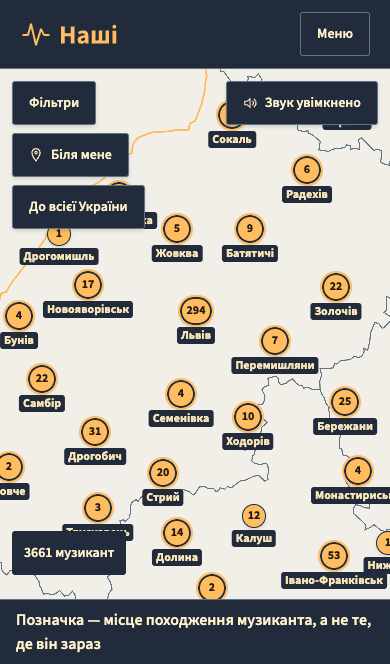 Наші
Меню
Фільтри
Звук увімкнено
Біля мене
До всієї України
Сокаль
6
Радехів
1
Дрогомишль
5
Жовква
9
Батятичі
17
Новояворівськ
22
Золочів
4
Бунів
294
Львів
7
Перемишляни
22
Самбір
4
Семенівка
25
Бережани
10
Ходорів
31
Дрогобич
2
овче
20
Стрий
4
Монастириськ
3
12
Калуш
14
Долина
53
Івано-Франківськ
1
Ниж
3661 музикант
2
Позначка — місце походження музиканта, а не те,
де він зараз